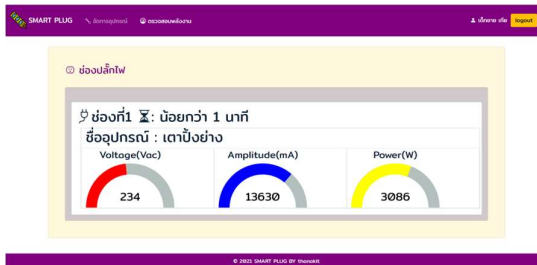 SMART PLUG จัดการอุปกรณ์ ตรวจสอบพลังงาน logout
ช่องปลั๊กไฟ
ช่องที่1 : น้อยกว่า 1 นาที
ชื่ออุปกรณ์ : เตาปิ้งย่าง
Voltage(Vac) Amplitude(mA) Power(W)
234 13630 3086
© 2021 SMART PLUG BY thanakit